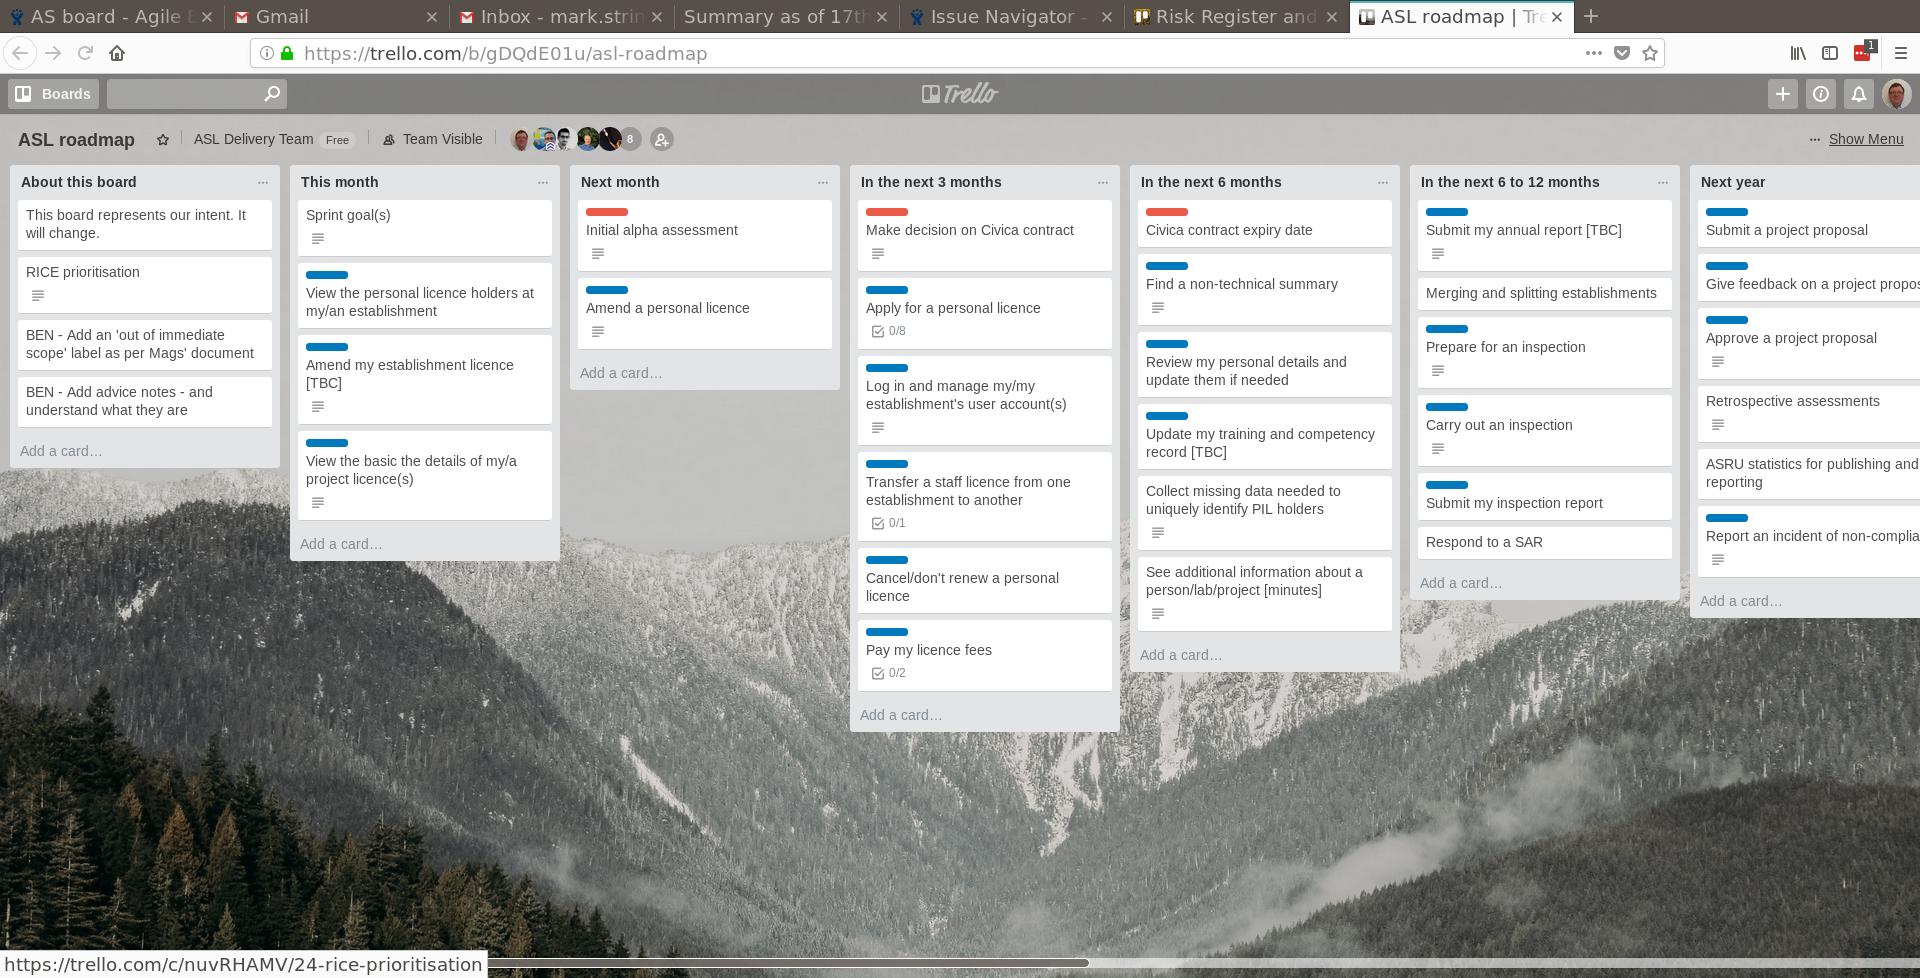 AS board - Agile
Gmail
Inbox - mark.strin
Summary as of 17th
Issue Navigator -
Risk Register and
ASL roadmap | Tre
https://trello.com/b/gDQdE01u/asl-roadmap
1
Boards
Trello
ASL roadmap
ASL Delivery Team Free
Team Visible
8
Show Menu
About this board
This board represents our intent. It
will change.
RICE prioritisation
BEN - Add an 'out of immediate
scope' label as per Mags' document
BEN - Add advice notes - and
understand what they are
Add a card…
This month
Sprint goal(s)
View the personal licence holders at
my/an establishment
Amend my establishment licence
[TBC]
View the basic the details of my/a
project licence(s)
Add a card…
Next month
Initial alpha assessment
Amend a personal licence
Add a card…
In the next 3 months
Make decision on Civica contract
Apply for a personal licence
0/8
Log in and manage my/my
establishment's user account(s)
Transfer a staff licence from one
establishment to another
0/1
Cancel/don't renew a personal
licence
Pay my licence fees
0/2
Add a card…
In the next 6 months
Civica contract expiry date
Find a non-technical summary
Review my personal details and
update them if needed
Update my training and competency
record [TBC]
Collect missing data needed to
uniquely identify PIL holders
See additional information about a
person/lab/project [minutes]
Add a card…
In the next 6 to 12 months
Submit my annual report [TBC]
Merging and splitting establishments
Prepare for an inspection
Carry out an inspection
Submit my inspection report
Respond to a SAR
Add a card…
Next year
Submit a project proposal
Give feedback on a project propos
Approve a project proposal
Retrospective assessments
ASRU statistics for publishing and
reporting
Report an incident of non-complia
Add a card…
https://trello.com/c/nuvRHAMV/24-rice-prioritisation